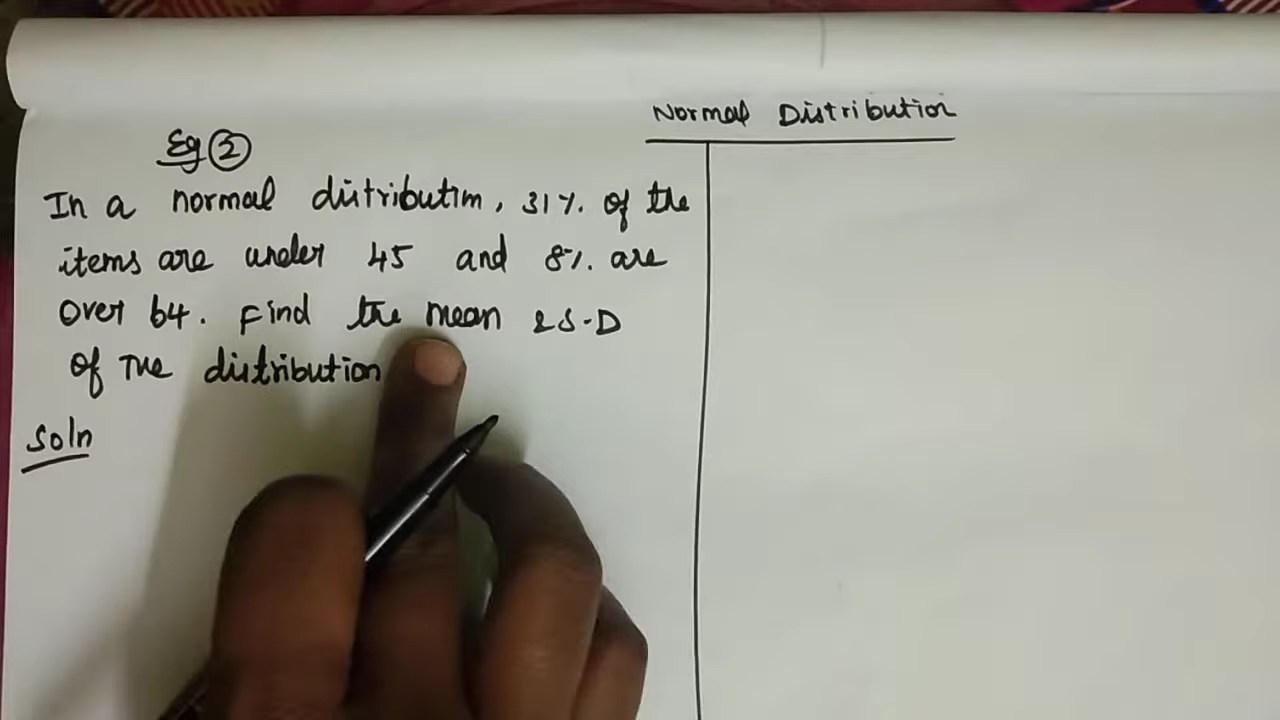 Normal Distribution
Eg 2
In a normal distribution, 31% of the
items are under 45 and 8% are
over 64. Find the mean & S.D
of the distribution
Soln